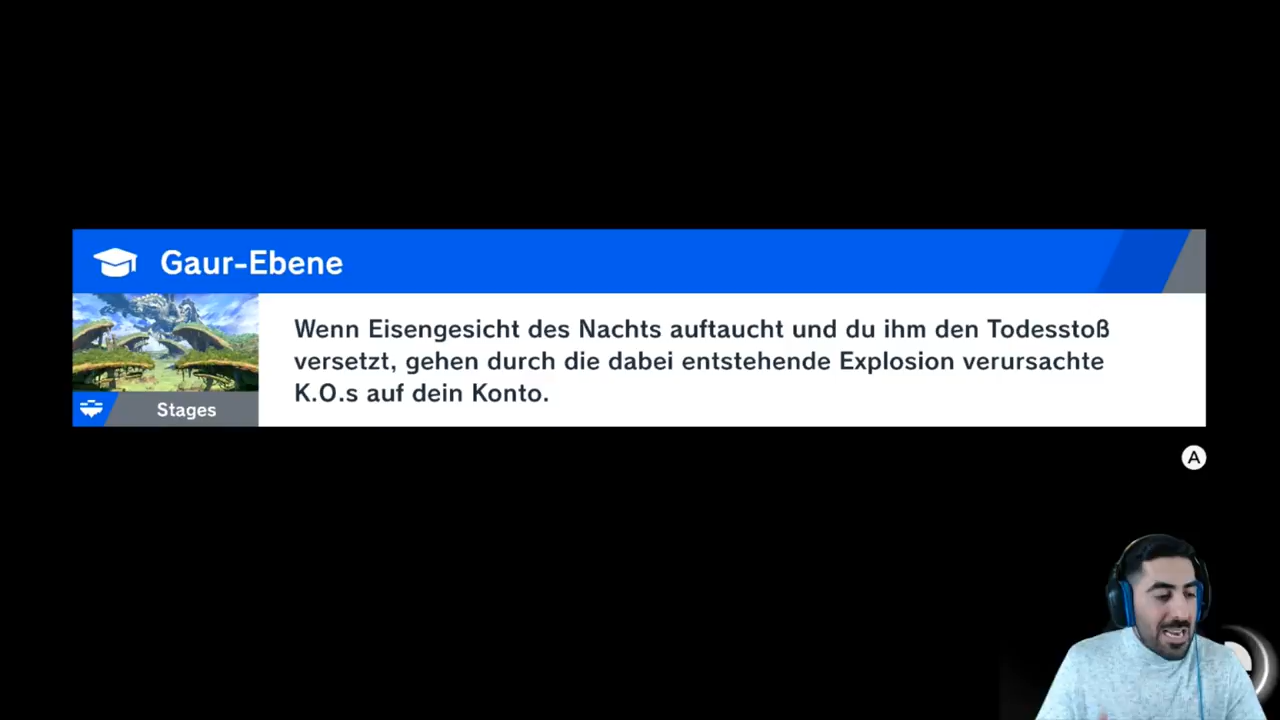 Gaur-Ebene
Wenn Eisengesicht des Nachts auftaucht und du ihm den Todesstoß
versetzt, gehen durch die dabei entstehende Explosion verursachte
K.O.s auf dein Konto.
Stages
A